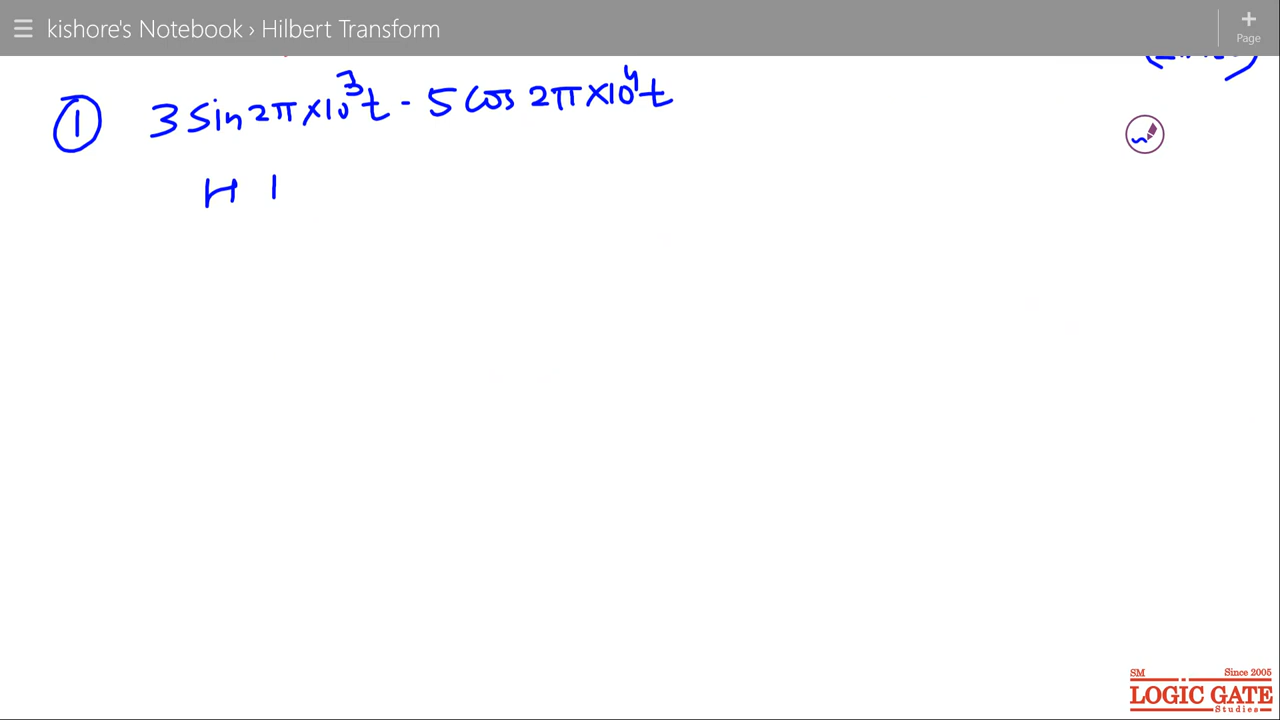 kishore's Notebook › Hilbert Transform
Page
① 3 Sin 2π×10³t - 5 Cos 2π×10⁴t
H I
SM Since 2005
LOGIC GATE
Studies